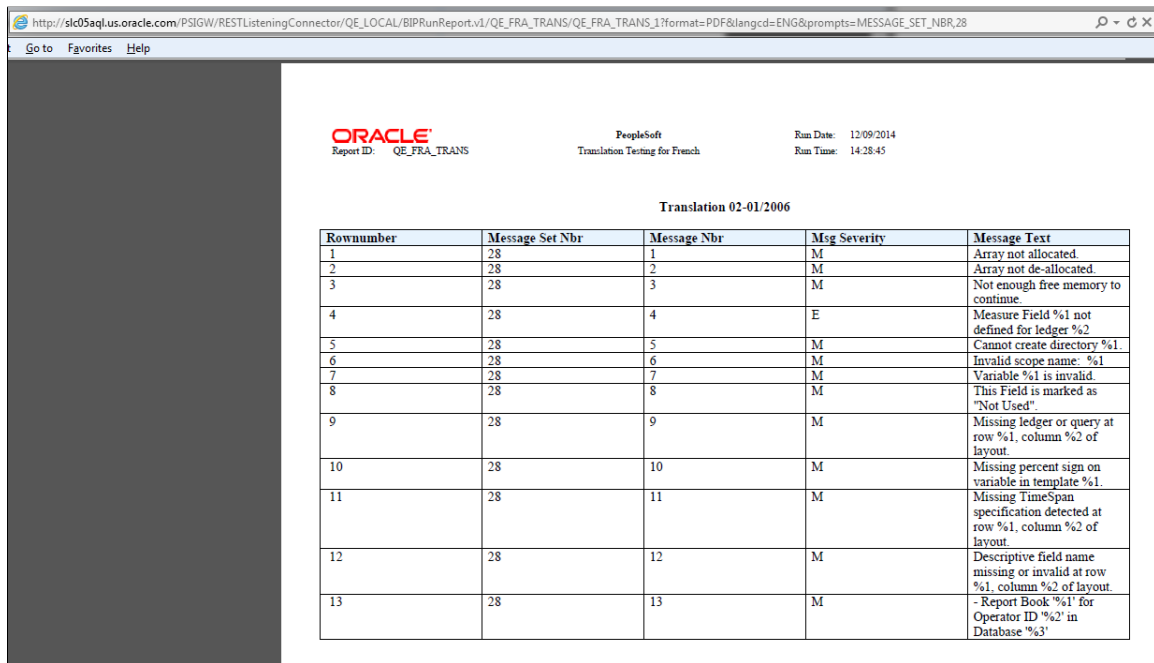 http://slc05aql.us.oracle.com/PSIGW/RESTListeningConnector/QE_LOCAL/BIPRunReport.v1/QE_FRA_TRANS/QE_FRA_TRANS_1?format=PDF&langcd=ENG&prompts=MESSAGE_SET_NBR,28
t Go to Favorites Help
ORACLE PeopleSoft Run Date: 12/09/2014
Report ID: QE_FRA_TRANS Translation Testing for French Run Time: 14:28:45
Translation 02-01/2006
Rownumber Message Set Nbr Message Nbr Msg Severity Message Text
1 28 1 M Array not allocated.
2 28 2 M Array not de-allocated.
3 28 3 M Not enough free memory to
continue.
4 28 4 E Measure Field %1 not
defined for ledger %2
5 28 5 M Cannot create directory %1.
6 28 6 M Invalid scope name: %1
7 28 7 M Variable %1 is invalid.
8 28 8 M This Field is marked as
"Not Used".
9 28 9 M Missing ledger or query at
row %1, column %2 of
layout.
10 28 10 M Missing percent sign on
variable in template %1.
11 28 11 M Missing TimeSpan
specification detected at
row %1, column %2 of
layout.
12 28 12 M Descriptive field name
missing or invalid at row
%1, column %2 of layout.
13 28 13 M - Report Book '%1' for
Operator ID '%2' in
Database '%3'